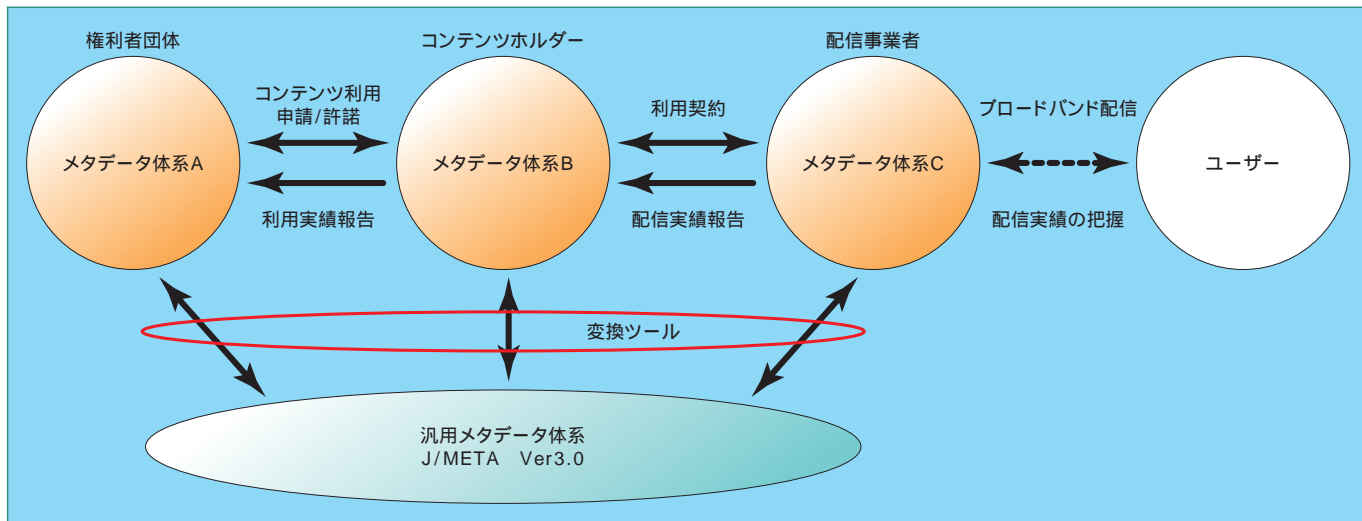 権利者団体
コンテンツホルダー
配信事業者
コンテンツ利用
申請/許諾
利用契約
ブロードバンド配信
メタデータ体系A
メタデータ体系B
メタデータ体系C
ユーザー
利用実績報告
配信実績報告
配信実績の把握
変換ツール
汎用メタデータ体系
J/META Ver3.0